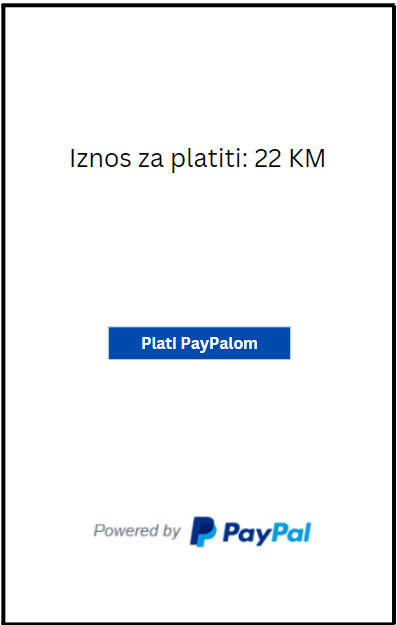 Iznos za platiti: 22 KM
PlatI PayPalom
Powered by PayPal